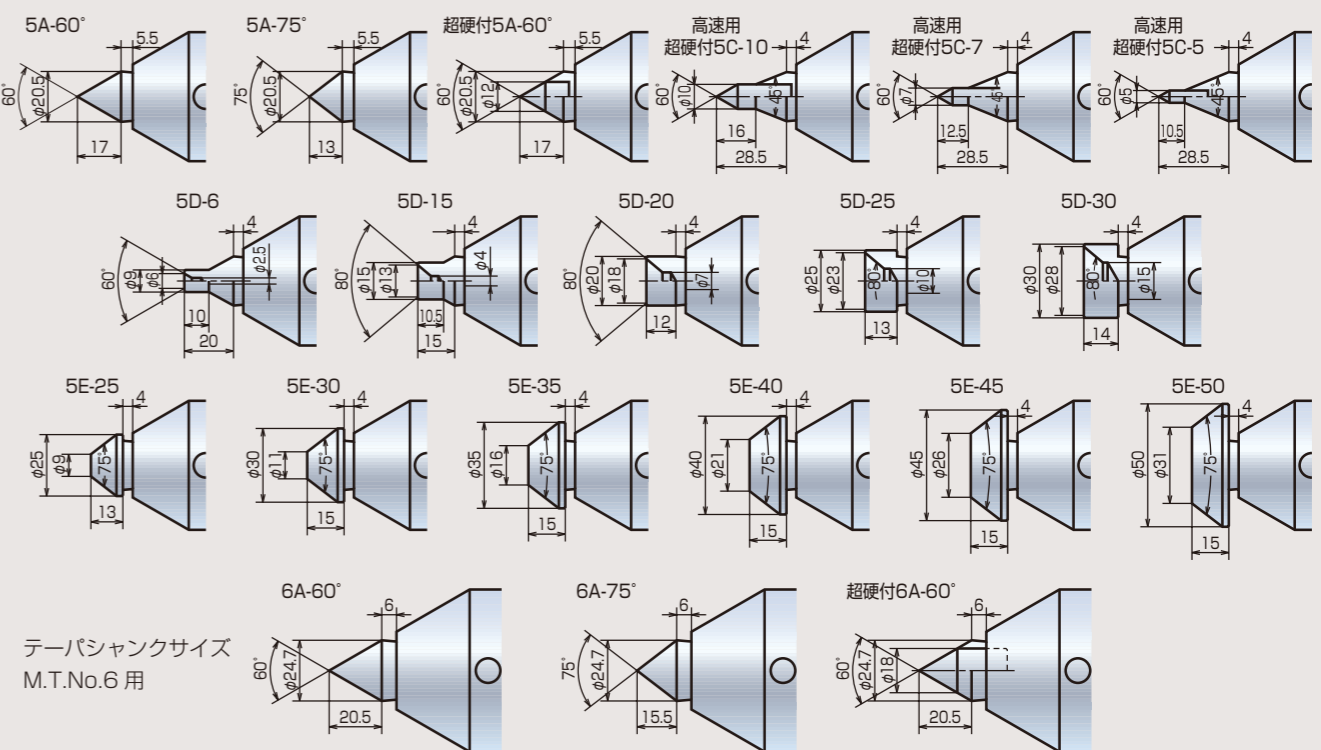 5A-60°
5.5
60°
φ20.5
17
5A-75°
5.5
75°
φ20.5
13
超硬付5A-60°
5.5
60°
φ20.5
φ12
17
高速用
超硬付5C-10
4
60°
φ10
45°
16
28.5
高速用
超硬付5C-7
4
60°
φ7
45°
12.5
28.5
高速用
超硬付5C-5
4
60°
φ5
45°
10.5
28.5
5D-6
4
60°
φ9
φ6
φ2.5
10
20
5D-15
4
80°
φ15
φ13
φ4
10.5
15
5D-20
4
80°
φ20
φ18
φ7
12
5D-25
4
φ25
φ23
80°
φ10
13
5D-30
4
φ30
φ28
80°
φ15
14
5E-25
4
φ25
φ9
75°
13
5E-30
4
φ30
φ11
75°
15
5E-35
4
φ35
φ16
75°
15
5E-40
4
φ40
φ21
75°
15
5E-45
4
φ45
φ26
75°
15
5E-50
4
φ50
φ31
75°
15
テーパシャンクサイズ
M.T.No.6 用
6A-60°
6
60°
φ24.7
20.5
6A-75°
6
75°
φ24.7
15.5
超硬付6A-60°
6
60°
φ24.7
φ18
20.5